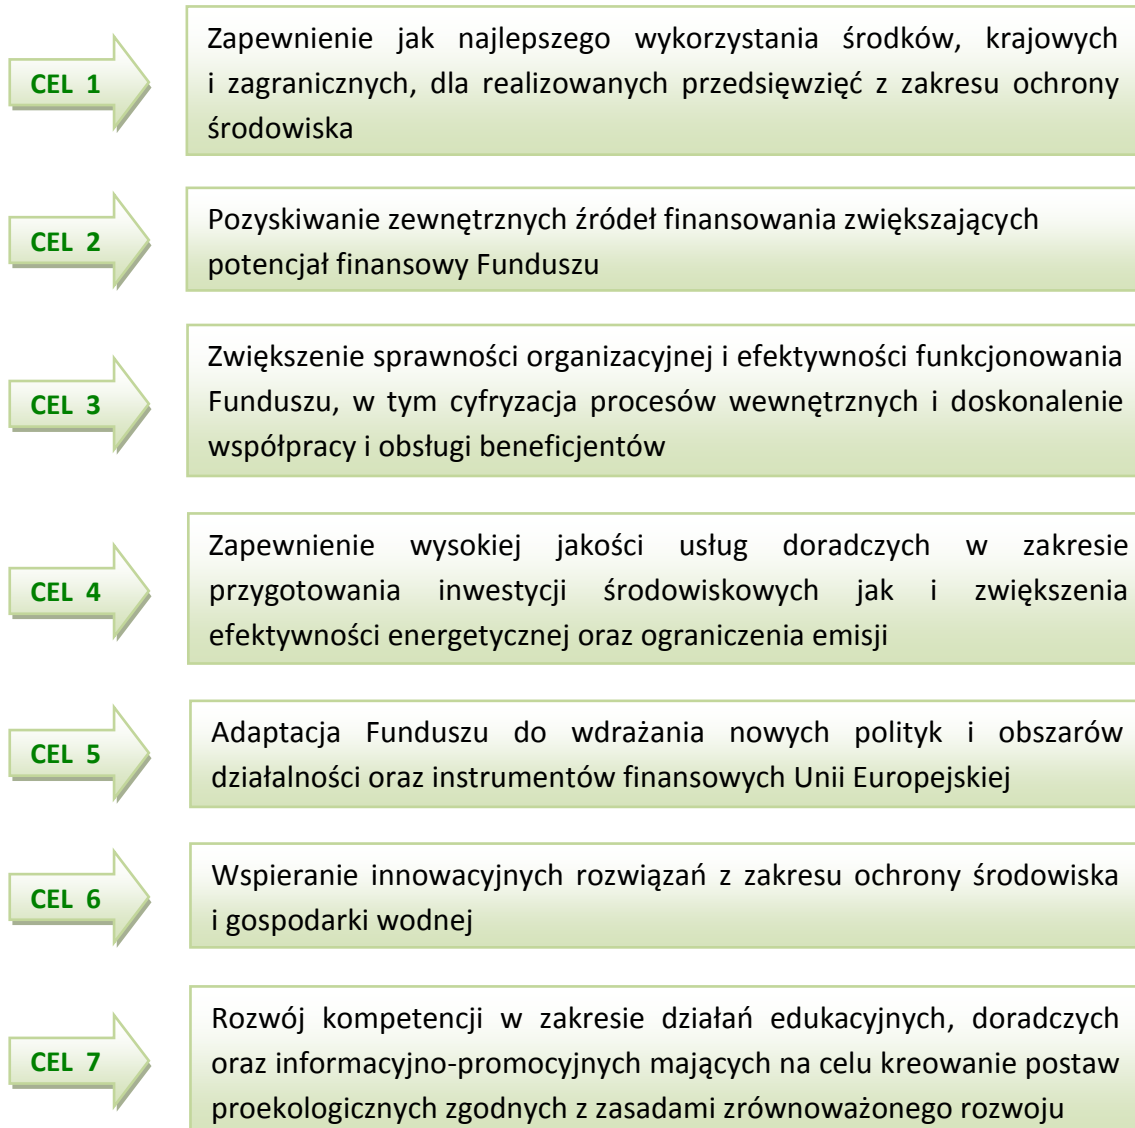 CEL 1
Zapewnienie jak najlepszego wykorzystania środków, krajowych
i zagranicznych, dla realizowanych przedsięwzięć z zakresu ochrony
środowiska
CEL 2
Pozyskiwanie zewnętrznych źródeł finansowania zwiększających
potencjał finansowy Funduszu
CEL 3
Zwiększenie sprawności organizacyjnej i efektywności funkcjonowania
Funduszu, w tym cyfryzacja procesów wewnętrznych i doskonalenie
współpracy i obsługi beneficjentów
CEL 4
Zapewnienie wysokiej jakości usług doradczych w zakresie
przygotowania inwestycji środowiskowych jak i zwiększenia
efektywności energetycznej oraz ograniczenia emisji
CEL 5
Adaptacja Funduszu do wdrażania nowych polityk i obszarów
działalności oraz instrumentów finansowych Unii Europejskiej
CEL 6
Wspieranie innowacyjnych rozwiązań z zakresu ochrony środowiska
i gospodarki wodnej
CEL 7
Rozwój kompetencji w zakresie działań edukacyjnych, doradczych
oraz informacyjno-promocyjnych mających na celu kreowanie postaw
proekologicznych zgodnych z zasadami zrównoważonego rozwoju